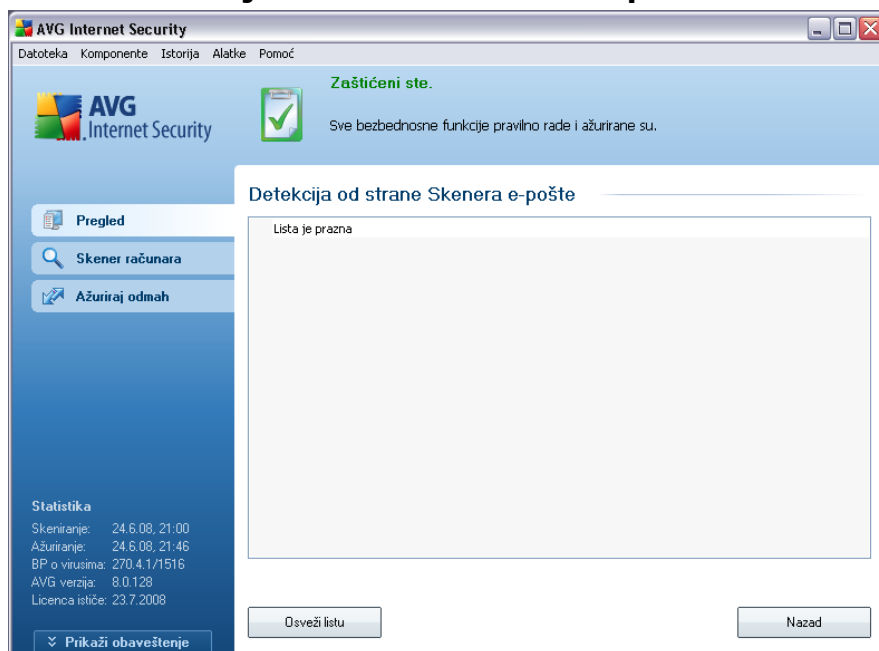 AVG Internet Security
Datoteka Komponente Istorija Alatke Pomoć
AVG
Internet Security
Zaštićeni ste.
Sve bezbednosne funkcije pravilno rade i ažurirane su.
Pregled
Skener računara
Ažuriraj odmah
Detekcija od strane Skenera e-pošte
Lista je prazna
Statistika
Skeniranje: 24.6.08, 21:00
Ažuriranje: 24.6.08, 21:46
BP o virusima: 270.4.1/1516
AVG verzija: 8.0.128
Licenca ističe: 23.7.2008
Prikaži obaveštenje
Osveži listu
Nazad